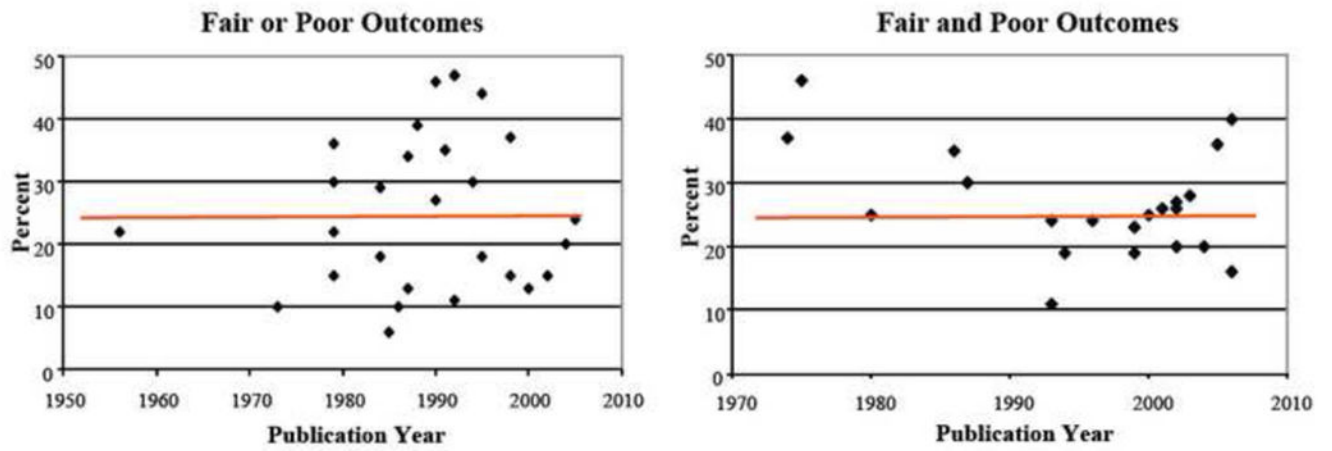 Fair or Poor Outcomes
50
40
30
20
10
0
Percent
1950 1960 1970 1980 1990 2000 2010
Publication Year
Fair and Poor Outcomes
50
40
30
20
10
0
Percent
1970 1980 1990 2000 2010
Publication Year